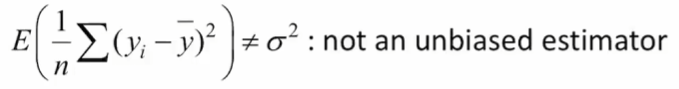 E(1/n ∑(yᵢ − ȳ)²) ≠ σ² : not an unbiased estimator